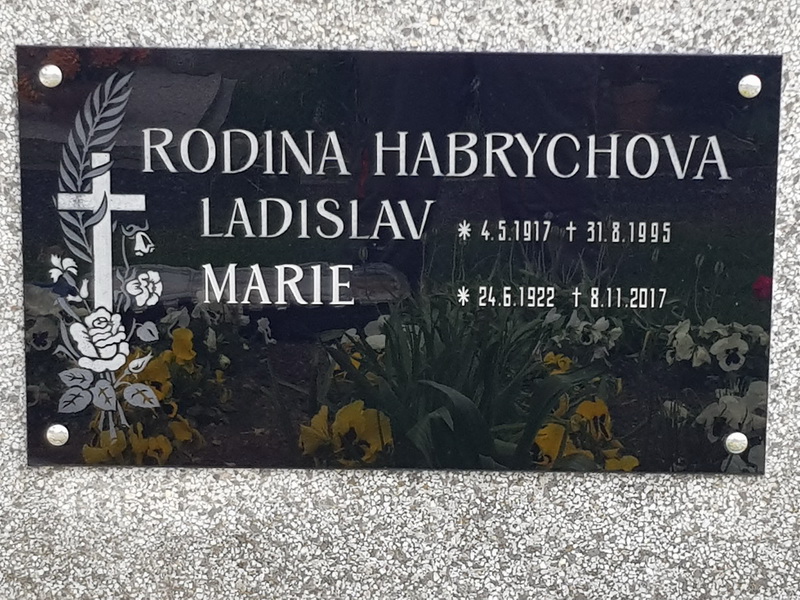 RODINA HABRYCHOVA
LADISLAV * 4.5.1917 † 31.8.1995
MARIE * 24.6.1922 † 8.11.2017